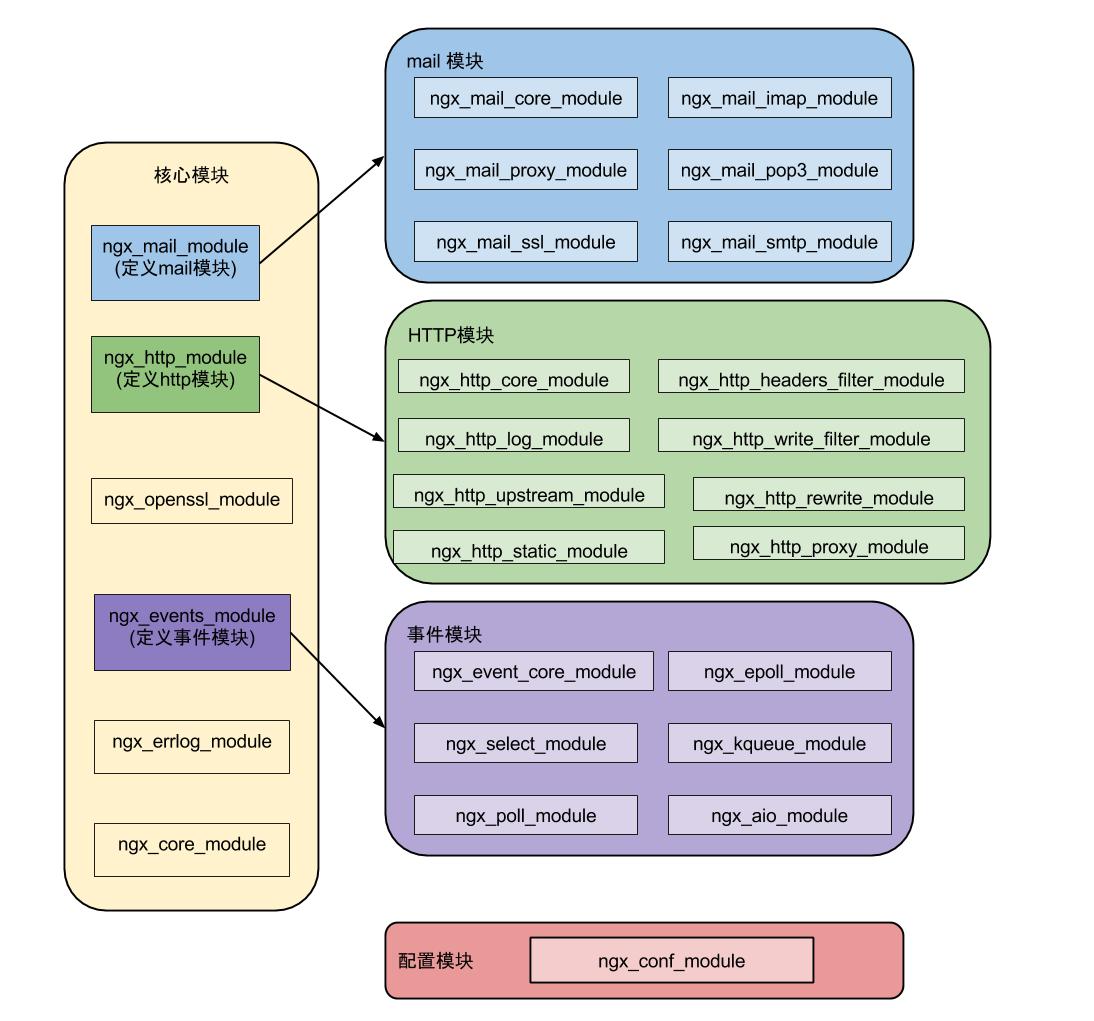 核心模块
ngx_mail_module
(定义mail模块)
ngx_http_module
(定义http模块)
ngx_openssl_module
ngx_events_module
(定义事件模块)
ngx_errlog_module
ngx_core_module
mail 模块
ngx_mail_core_module
ngx_mail_imap_module
ngx_mail_proxy_module
ngx_mail_pop3_module
ngx_mail_ssl_module
ngx_mail_smtp_module
HTTP模块
ngx_http_core_module
ngx_http_headers_filter_module
ngx_http_log_module
ngx_http_write_filter_module
ngx_http_upstream_module
ngx_http_rewrite_module
ngx_http_static_module
ngx_http_proxy_module
事件模块
ngx_event_core_module
ngx_epoll_module
ngx_select_module
ngx_kqueue_module
ngx_poll_module
ngx_aio_module
配置模块
ngx_conf_module